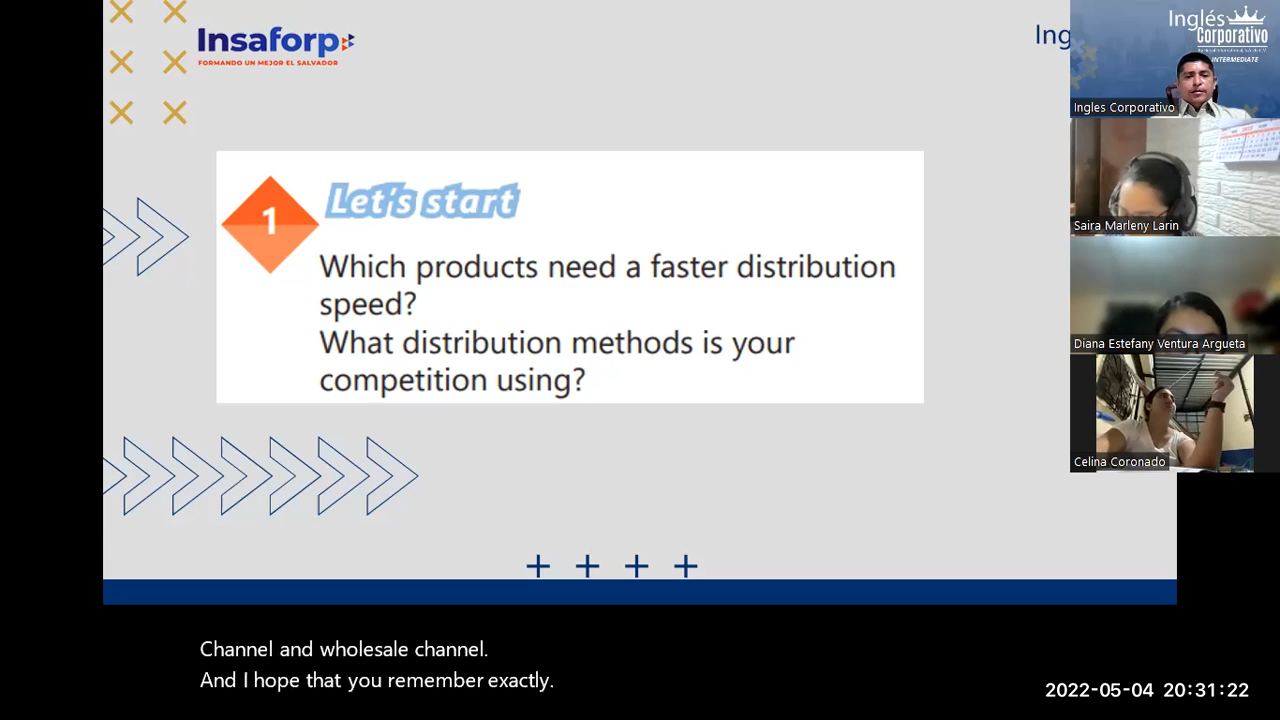 Insaforp
FORMANDO UN MEJOR EL SALVADOR
Ing
Inglés
Corporativo
INTERMEDIATE
Ingles Corporativo
Saira Marleny Larin
Diana Estefany Ventura Argueta
Celina Coronado
1
Let's start
Which products need a faster distribution
speed?
What distribution methods is your
competition using?
Channel and wholesale channel.
And I hope that you remember exactly.
2022-05-04 20:31:22